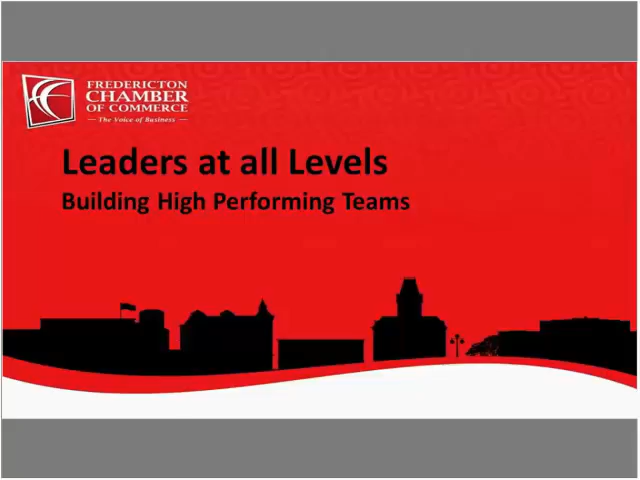 FREDERICTON
CHAMBER
OF COMMERCE
The Voice of Business
Leaders at all Levels
Building High Performing Teams